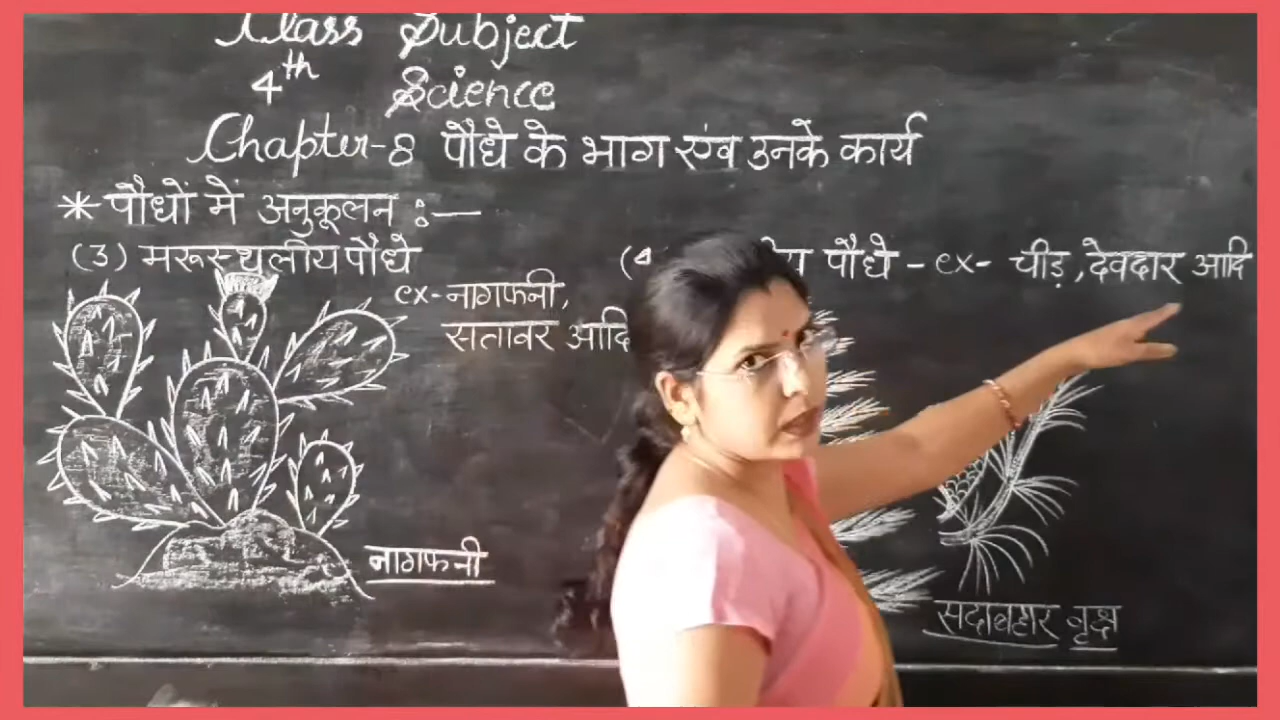 Class Subject
4th Science
Chapter-8 पौधे के भाग एंव उनके कार्य
* पौधों में अनुकूलन :—
(3) मरूस्थलीय पौधे
ex- नागफनी,
सतावर आदि
(4 पौधे - ex- चीड़, देवदार आदि
नागफनी
सदाबहार वृक्ष